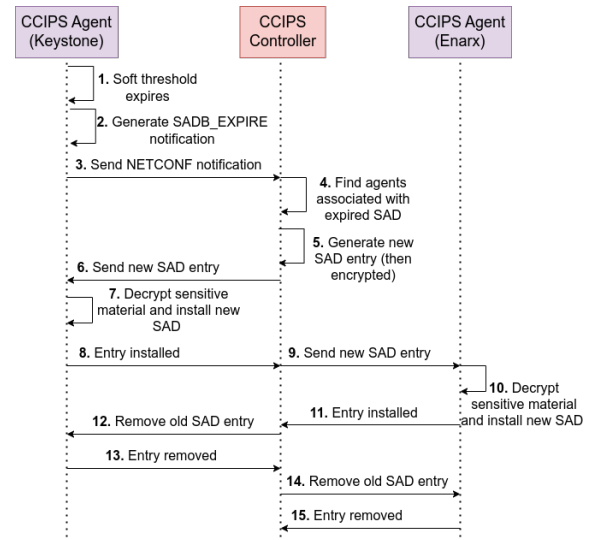 CCIPS Agent
(Keystone)
CCIPS
Controller
CCIPS Agent
(Enarx)
1. Soft threshold
expires
2. Generate SADB_EXPIRE
notification
3. Send NETCONF notification
4. Find agents
associated with
expired SAD
5. Generate new
SAD entry (then
encrypted)
6. Send new SAD entry
7. Decrypt sensitive
material and install new
SAD
8. Entry installed
9. Send new SAD entry
10. Decrypt
sensitive material
and install new SAD
11. Entry installed
12. Remove old SAD entry
13. Entry removed
14. Remove old SAD entry
15. Entry removed